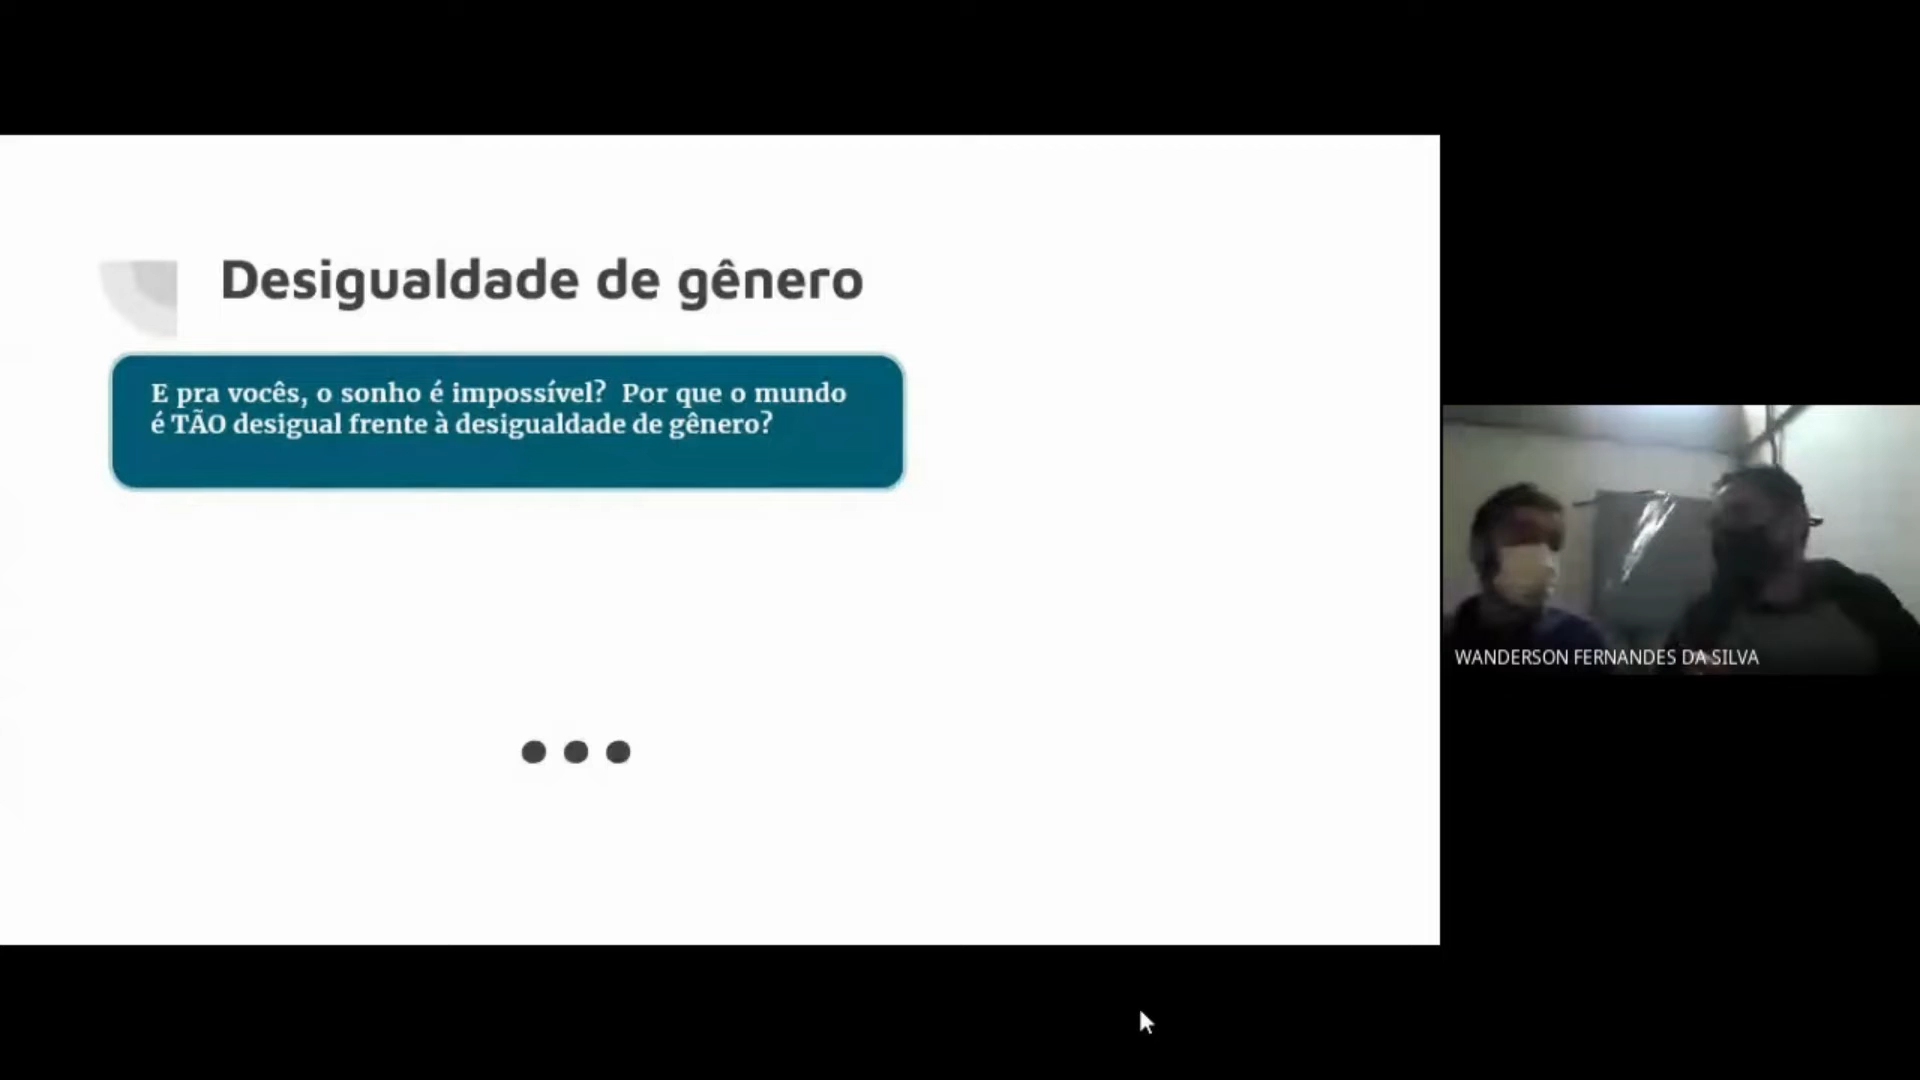 Desigualdade de gênero
E pra vocês, o sonho é impossível?  Por que o mundo
é TÃO desigual frente à desigualdade de gênero?
WANDERSON FERNANDES DA SILVA